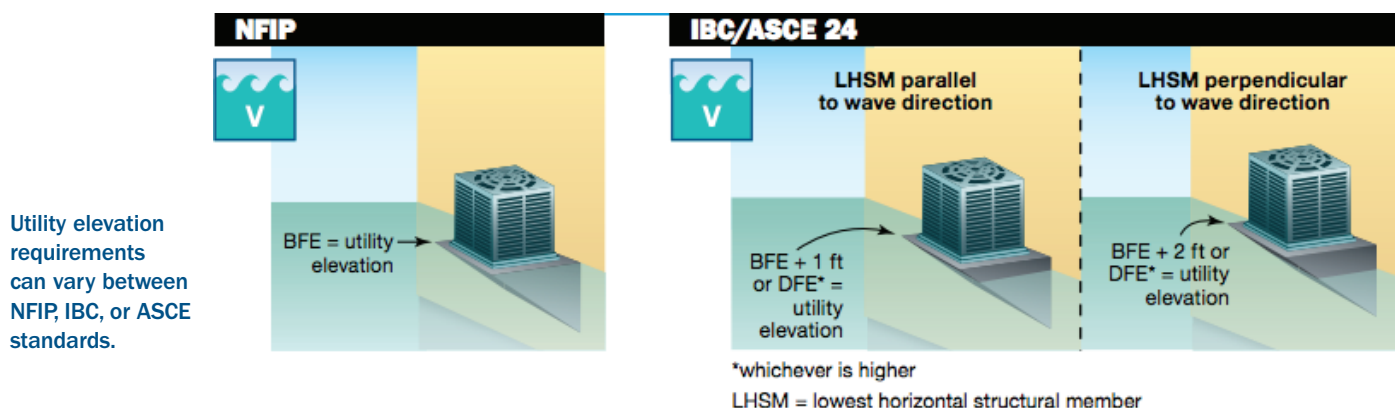 NFIP
V
BFE = utility
elevation
Utility elevation
requirements
can vary between
NFIP, IBC, or ASCE
standards.
IBC/ASCE 24
V
LHSM parallel
to wave direction
BFE + 1 ft
or DFE* =
utility
elevation
LHSM perpendicular
to wave direction
BFE + 2 ft or
DFE* = utility
elevation
*whichever is higher
LHSM = lowest horizontal structural member